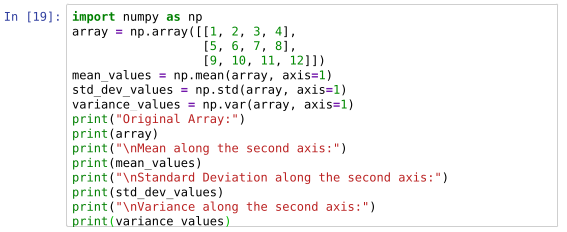 In [19]: import numpy as np
array = np.array([[1, 2, 3, 4],
                  [5, 6, 7, 8],
                  [9, 10, 11, 12]])
mean_values = np.mean(array, axis=1)
std_dev_values = np.std(array, axis=1)
variance_values = np.var(array, axis=1)
print("Original Array:")
print(array)
print("\nMean along the second axis:")
print(mean_values)
print("\nStandard Deviation along the second axis:")
print(std_dev_values)
print("\nVariance along the second axis:")
print(variance_values)